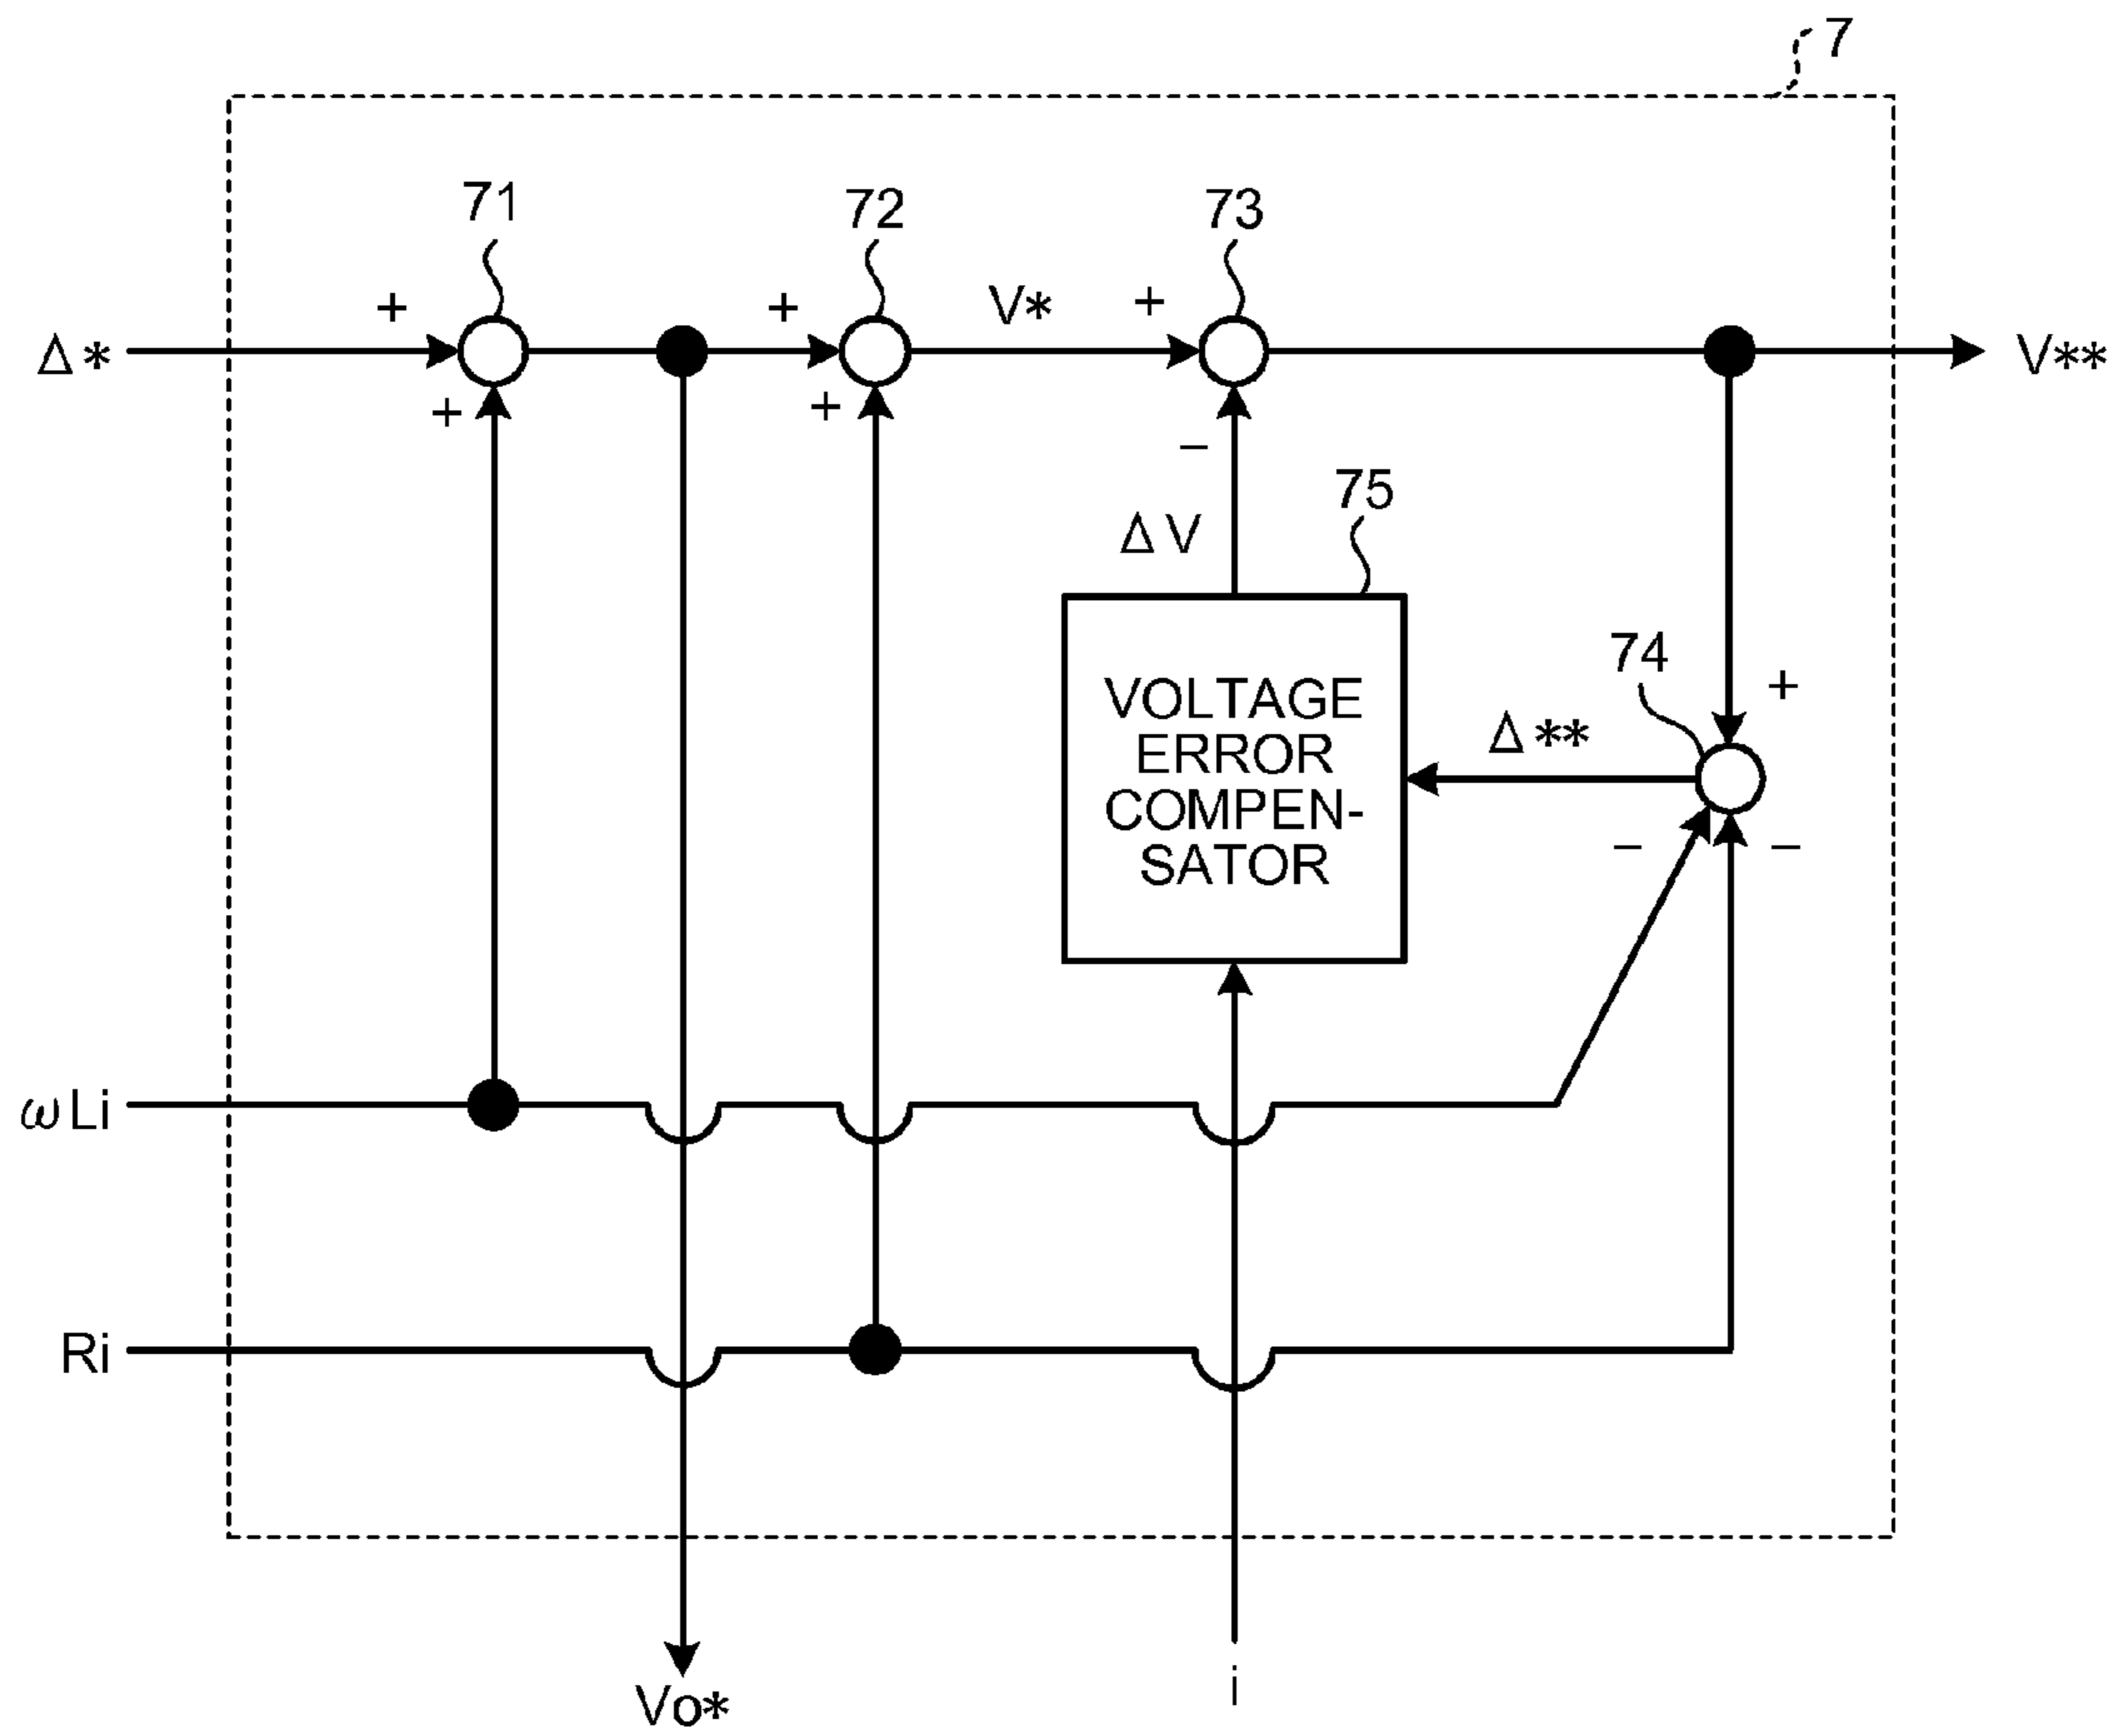 7
71
72
73
+
+
V*
+
Δ*
V**
+
+
−
75
ΔV
74
+
VOLTAGE
ERROR
COMPEN-
SATOR
Δ**
−
−
ωLi
Ri
i
Vo*